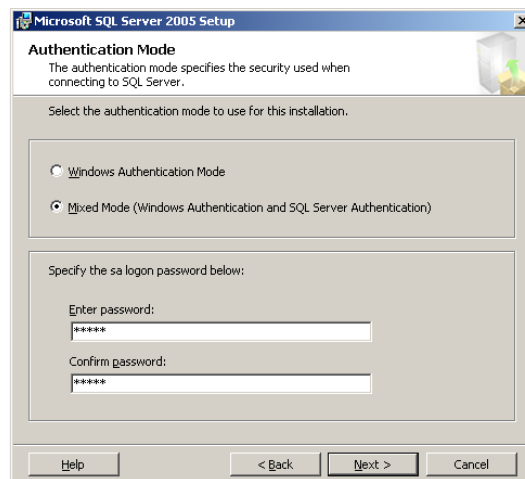 Microsoft SQL Server 2005 Setup
Authentication Mode
The authentication mode specifies the security used when
connecting to SQL Server.
Select the authentication mode to use for this installation.
Windows Authentication Mode
Mixed Mode (Windows Authentication and SQL Server Authentication)
Specify the sa logon password below:
Enter password:
*****
Confirm password:
*****
Help
< Back
Next >
Cancel